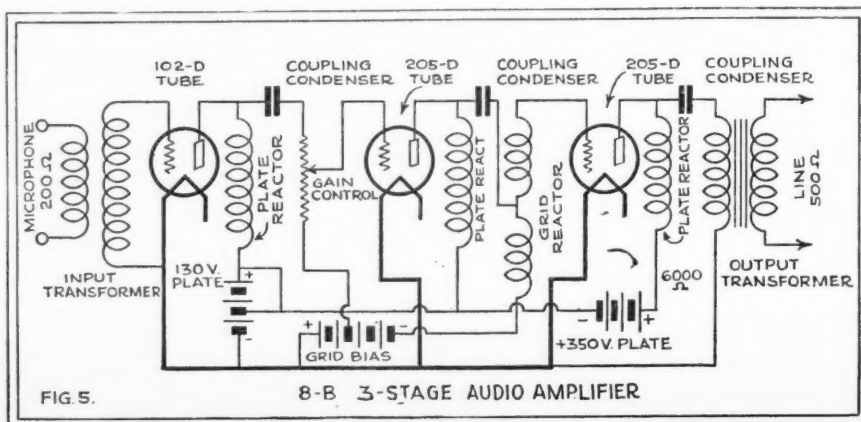 102-D
TUBE
COUPLING
CONDENSER
205-D
TUBE
COUPLING
CONDENSER
205-D
TUBE
COUPLING
CONDENSER
MICROPHONE
200 Ω
INPUT
TRANSFORMER
PLATE
REACTOR
130 V.
PLATE
+
-
GAIN
CONTROL
+
-
GRID BIAS
PLATE REACT
GRID
REACTOR
PLATE REACTOR
6000
Ω
-
+
+350 V. PLATE
LINE
500 Ω
OUTPUT
TRANSFORMER
FIG. 5.
8-B 3-STAGE AUDIO AMPLIFIER